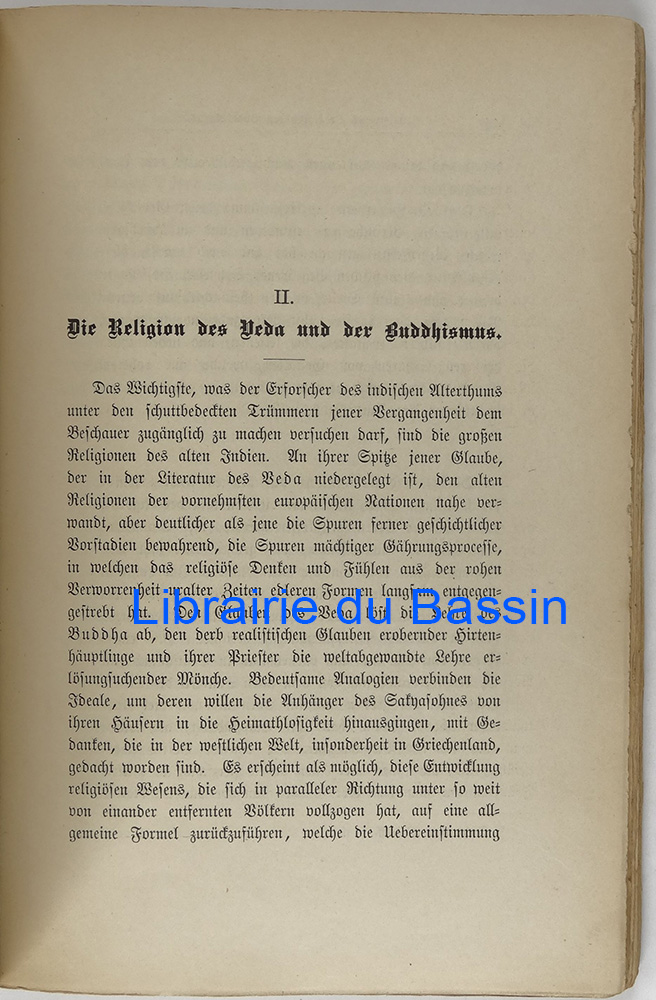 II.
Die Religion des Veda und der Buddhismus.
Das Wichtigste, was der Erforscher des indischen Alterthums
unter den schuttbedeckten Trümmern jener Vergangenheit dem
Beschauer zugänglich zu machen versuchen darf, sind die großen
Religionen des alten Indien. An ihrer Spitze jener Glaube,
der in der Literatur des Veda niedergelegt ist, den alten
Religionen der vornehmsten europäischen Nationen nahe ver-
wandt, aber deutlicher als jene die Spuren ferner geschichtlicher
Vorstadien bewahrend, die Spuren mächtiger Gährungsprocesse,
in welchen das religiöse Denken und Fühlen aus der rohen
Verworrenheit uralter Zeiten edleren Formen langsam entgegen-
gestrebt hat. Den Glauben des Veda löst die Lehre des
Librairie du Bassin
Buddha ab, den derb realistischen Glauben erobernder Hirten-
häuptlinge und ihrer Priester die weltabgewandte Lehre er-
lösungsuchender Mönche. Bedeutsame Analogien verbinden die
Ideale, um deren willen die Anhänger des Sakyasohnes von
ihren Häusern in die Heimathlosigkeit hinausgingen, mit Ge-
danken, die in der westlichen Welt, insonderheit in Griechenland,
gedacht worden sind. Es erscheint als möglich, diese Entwicklung
religiösen Wesens, die sich in paralleler Richtung unter so weit
von einander entfernten Völkern vollzogen hat, auf eine all-
gemeine Formel zurückzuführen, welche die Uebereinstimmung